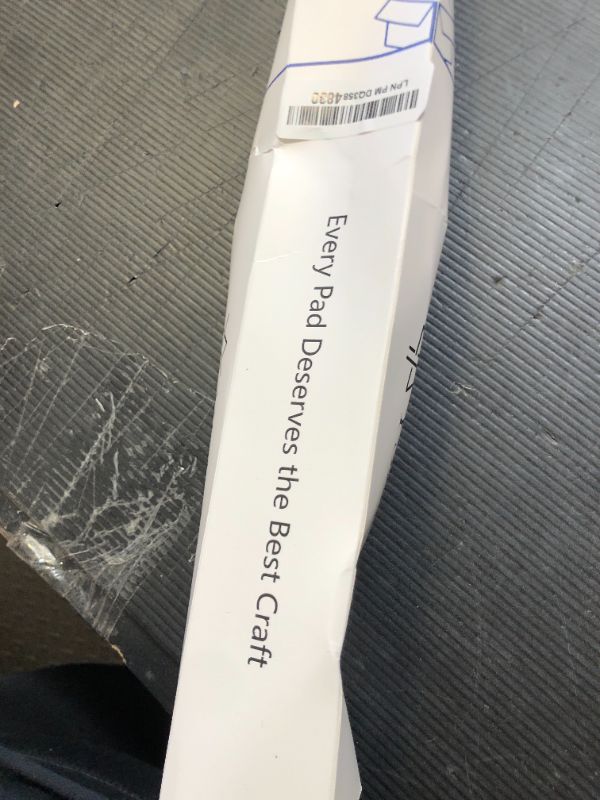 LPN PM DQ3584830
Every Pad Deserves the Best Craft